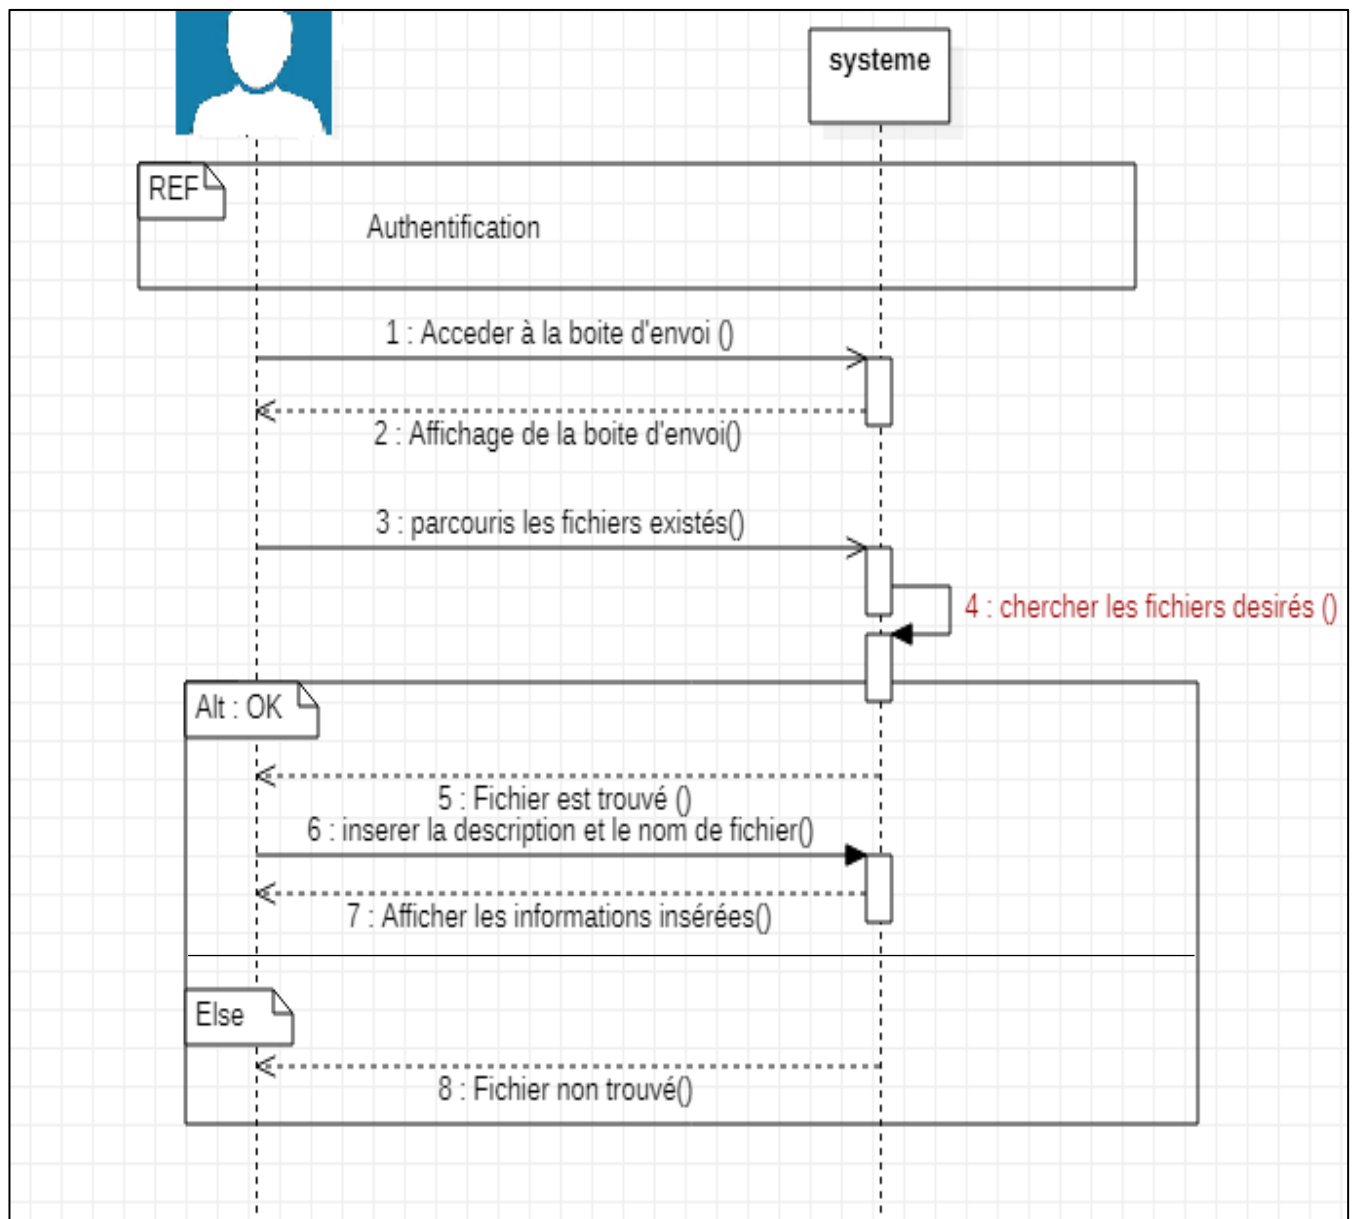 systeme
REF
Authentification
1 : Acceder à la boite d'envoi ()
2 : Affichage de la boite d'envoi()
3 : parcouris les fichiers existés()
4 : chercher les fichiers desirés ()
Alt : OK
5 : Fichier est trouvé ()
6 : inserer la description et le nom de fichier()
7 : Afficher les informations insérées()
Else
8 : Fichier non trouvé()